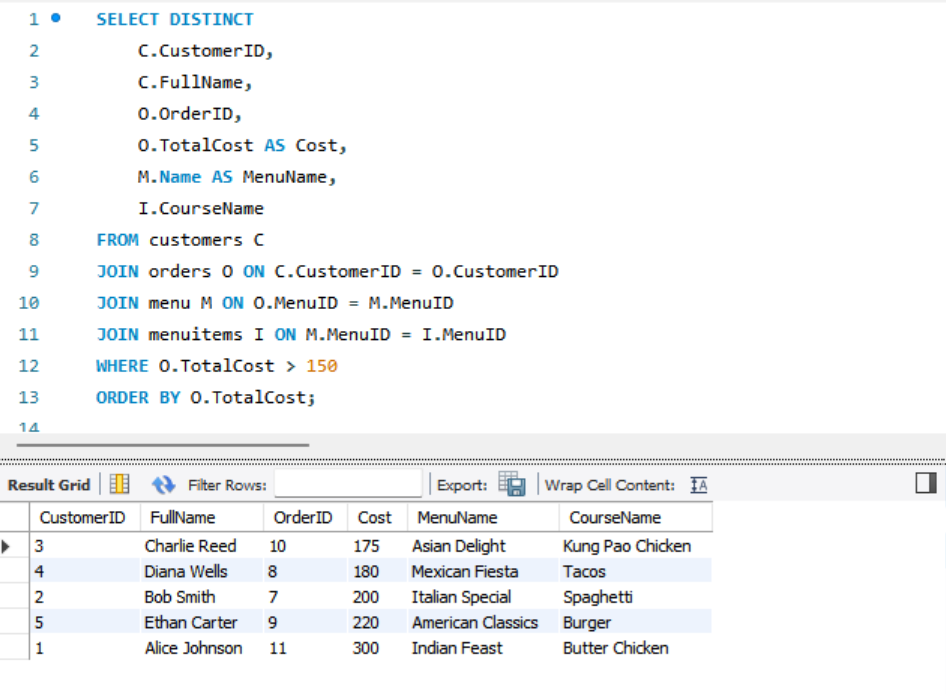 1 SELECT DISTINCT
2 C.CustomerID,
3 C.FullName,
4 O.OrderID,
5 O.TotalCost AS Cost,
6 M.Name AS MenuName,
7 I.CourseName
8 FROM customers C
9 JOIN orders O ON C.CustomerID = O.CustomerID
10 JOIN menu M ON O.MenuID = M.MenuID
11 JOIN menuitems I ON M.MenuID = I.MenuID
12 WHERE O.TotalCost > 150
13 ORDER BY O.TotalCost;
14
Result Grid Filter Rows: Export: Wrap Cell Content: IA
CustomerID FullName OrderID Cost MenuName CourseName
3 Charlie Reed 10 175 Asian Delight Kung Pao Chicken
4 Diana Wells 8 180 Mexican Fiesta Tacos
2 Bob Smith 7 200 Italian Special Spaghetti
5 Ethan Carter 9 220 American Classics Burger
1 Alice Johnson 11 300 Indian Feast Butter Chicken